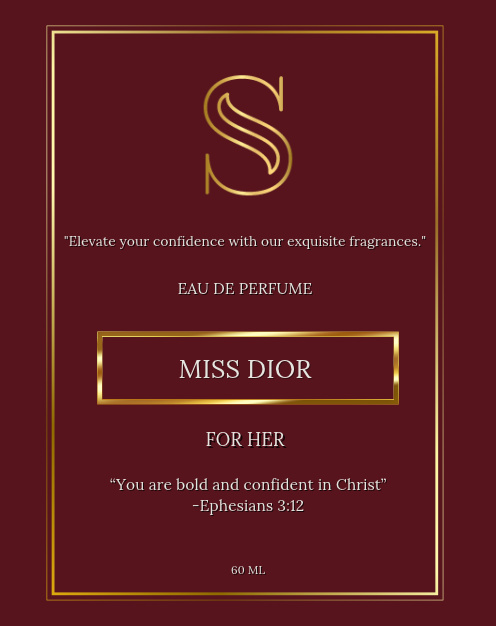 S
"Elevate your confidence with our exquisite fragrances."
EAU DE PERFUME
MISS DIOR
FOR HER
“You are bold and confident in Christ”
-Ephesians 3:12
60 ML